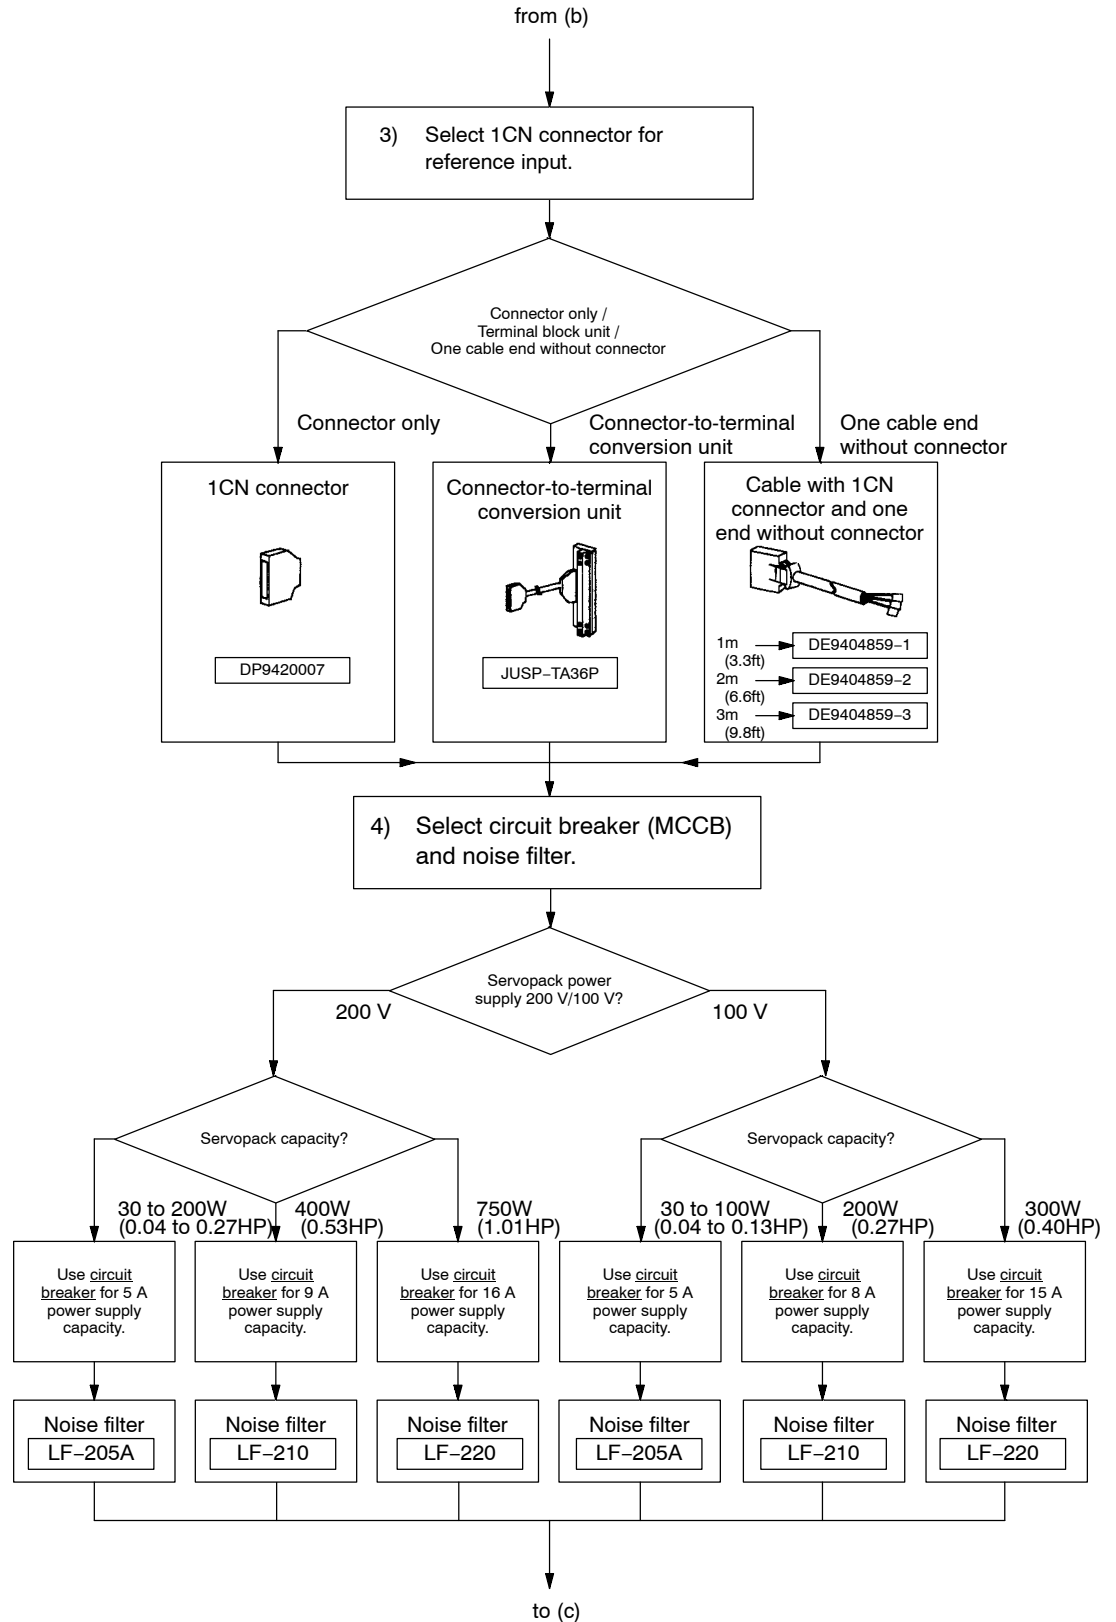 from (b)
3) Select 1CN connector for
reference input.
Connector only /
Terminal block unit /
One cable end without connector
Connector only
Connector-to-terminal
conversion unit
One cable end
without connector
1CN connector
DP9420007
Connector-to-terminal
conversion unit
JUSP−TA36P
Cable with 1CN
connector and one
end without connector
1m
(3.3ft)
DE9404859−1
2m
(6.6ft)
DE9404859−2
3m
(9.8ft)
DE9404859−3
4) Select circuit breaker (MCCB)
and noise filter.
Servopack power
supply 200 V/100 V?
200 V
100 V
Servopack capacity?
Servopack capacity?
30 to 200W
(0.04 to 0.27HP)
400W
(0.53HP)
750W
(1.01HP)
30 to 100W
(0.04 to 0.13HP)
200W
(0.27HP)
300W
(0.40HP)
Use circuit
breaker for 5 A
power supply
capacity.
Use circuit
breaker for 9 A
power supply
capacity.
Use circuit
breaker for 16 A
power supply
capacity.
Use circuit
breaker for 5 A
power supply
capacity.
Use circuit
breaker for 8 A
power supply
capacity.
Use circuit
breaker for 15 A
power supply
capacity.
Noise filter
LF−205A
Noise filter
LF−210
Noise filter
LF−220
Noise filter
LF−205A
Noise filter
LF−210
Noise filter
LF−220
to (c)